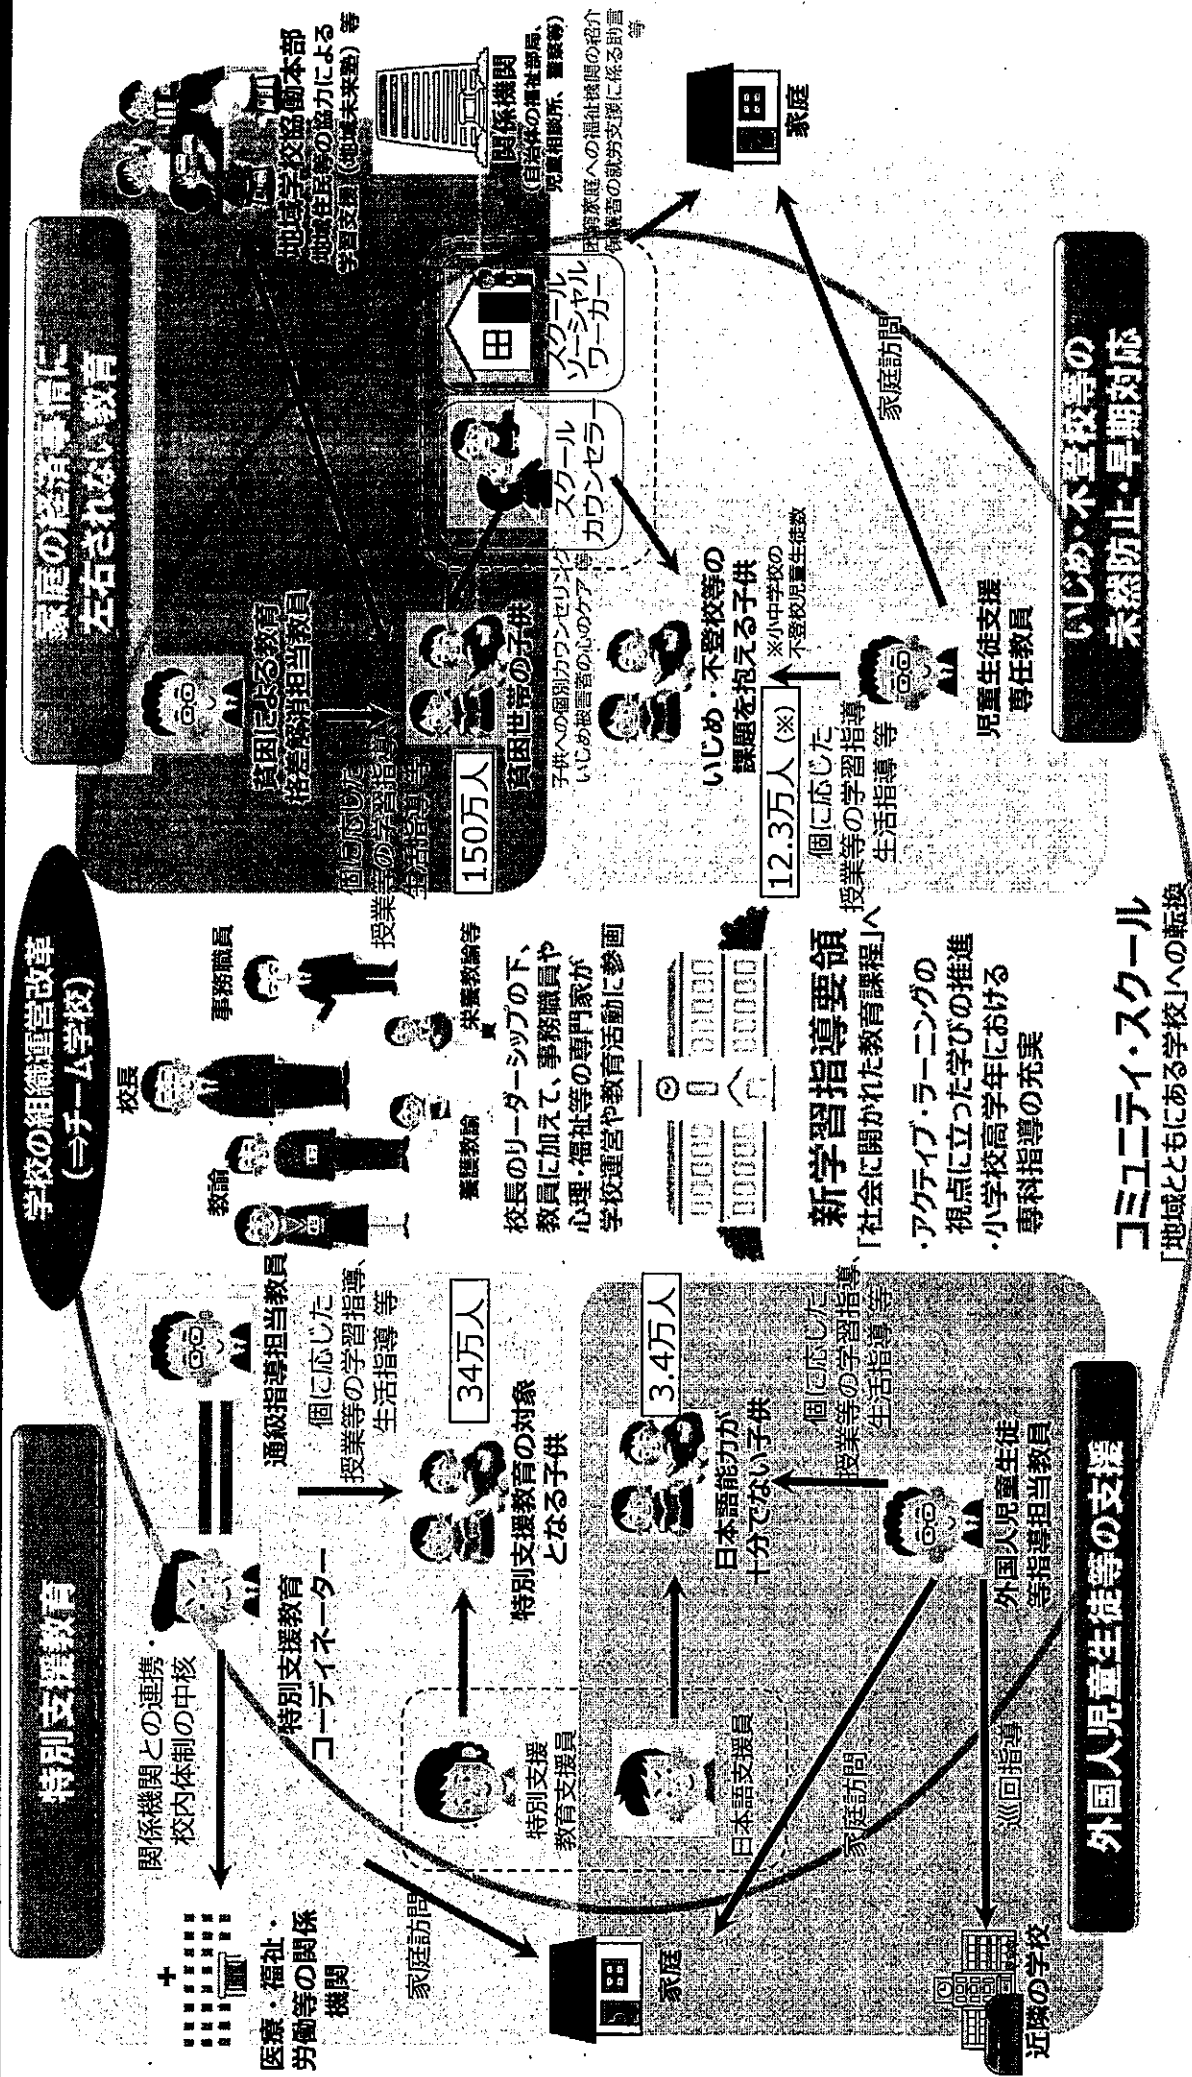 学校の組織運営改革
(⇒チーム学校)
特別支援教育
関係機関との連携・
校内体制の中核
医療・福祉・
労働等の関係
機関
特別支援教育
コーディネーター
通級指導担当教員
個に応じた
授業等の学習指導、
生活指導 等
34万人
特別支援教育の対象
となる子供
特別支援
教育支援員
家庭訪問
家庭
日本語支援員
3.4万人
日本語能力が
十分でない子供
個に応じた
授業等の学習指導、
生活指導 等
家庭訪問
巡回指導
近隣の学校
外国人児童生徒
等指導担当教員
外国人児童生徒等の支援
校長
教諭
事務職員
養護教諭
栄養教諭等
校長のリーダーシップの下、
教員に加えて、事務職員や
心理・福祉等の専門家が
学校運営や教育活動に参画
新学習指導要領
「社会に開かれた教育課程」へ
・アクティブ・ラーニングの
視点に立った学びの推進
・小学校高学年における
専科指導の充実
コミュニティ・スクール
「地域とともにある学校」への転換
家庭の経済事情に
左右されない教育
貧困による教育
格差解消担当教員
個に応じた
授業等の学習指導、
生活指導 等
150万人
貧困世帯の子供
地域学校協働本部
地域住民等の協力による
学習支援(地域未来塾)等
関係機関
(自治体の福祉部局、
児童相談所、警察等)
困窮家庭への福祉機関の紹介
保護者の就労支援に係る助言
等
スクール
カウンセラー
スクール
ソーシャル
ワーカー
子供への個別カウンセリング
いじめ被害者の心のケア 等
いじめ・不登校等の
課題を抱える子供
12.3万人(※)
※小中学校の
不登校児童生徒数
個に応じた
授業等の学習指導
生活指導 等
児童生徒支援
専任教員
家庭訪問
家庭
いじめ・不登校等の
未然防止・早期対応